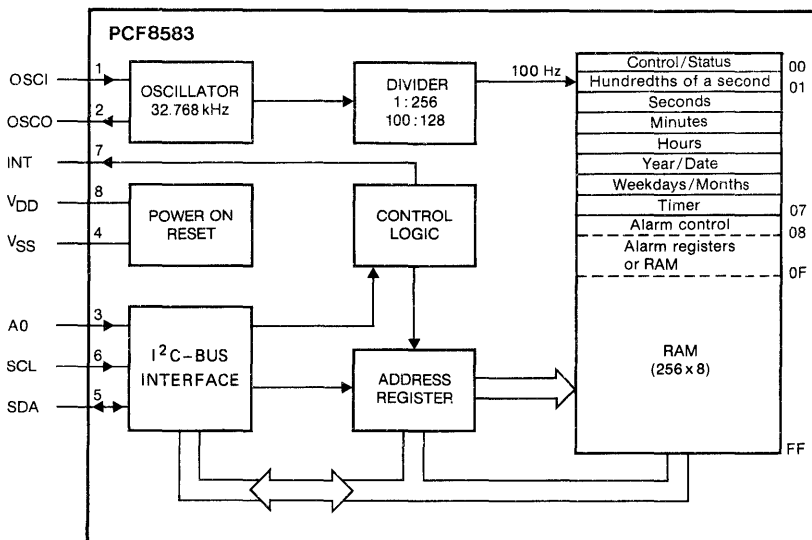 PCF8583
OSCI
1
OSCILLATOR
32.768 kHz
DIVIDER
1 : 256
100 : 128
100 Hz
Control/Status
00
Hundredths of a second
01
Seconds
Minutes
Hours
Year/Date
Weekdays/Months
Timer
07
Alarm control
08
Alarm registers
or RAM
0F
RAM
(256 x 8)
FF
OSCO
2
INT
7
VDD
8
VSS
4
POWER ON
RESET
CONTROL
LOGIC
A0
3
SCL
6
SDA
5
I²C-BUS
INTERFACE
ADDRESS
REGISTER